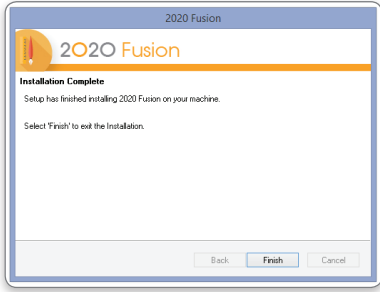 2020 Fusion
2020 Fusion
Installation Complete
Setup has finished installing 2020 Fusion on your machine.
Select 'Finish' to exit the Installation.
Back Finish Cancel